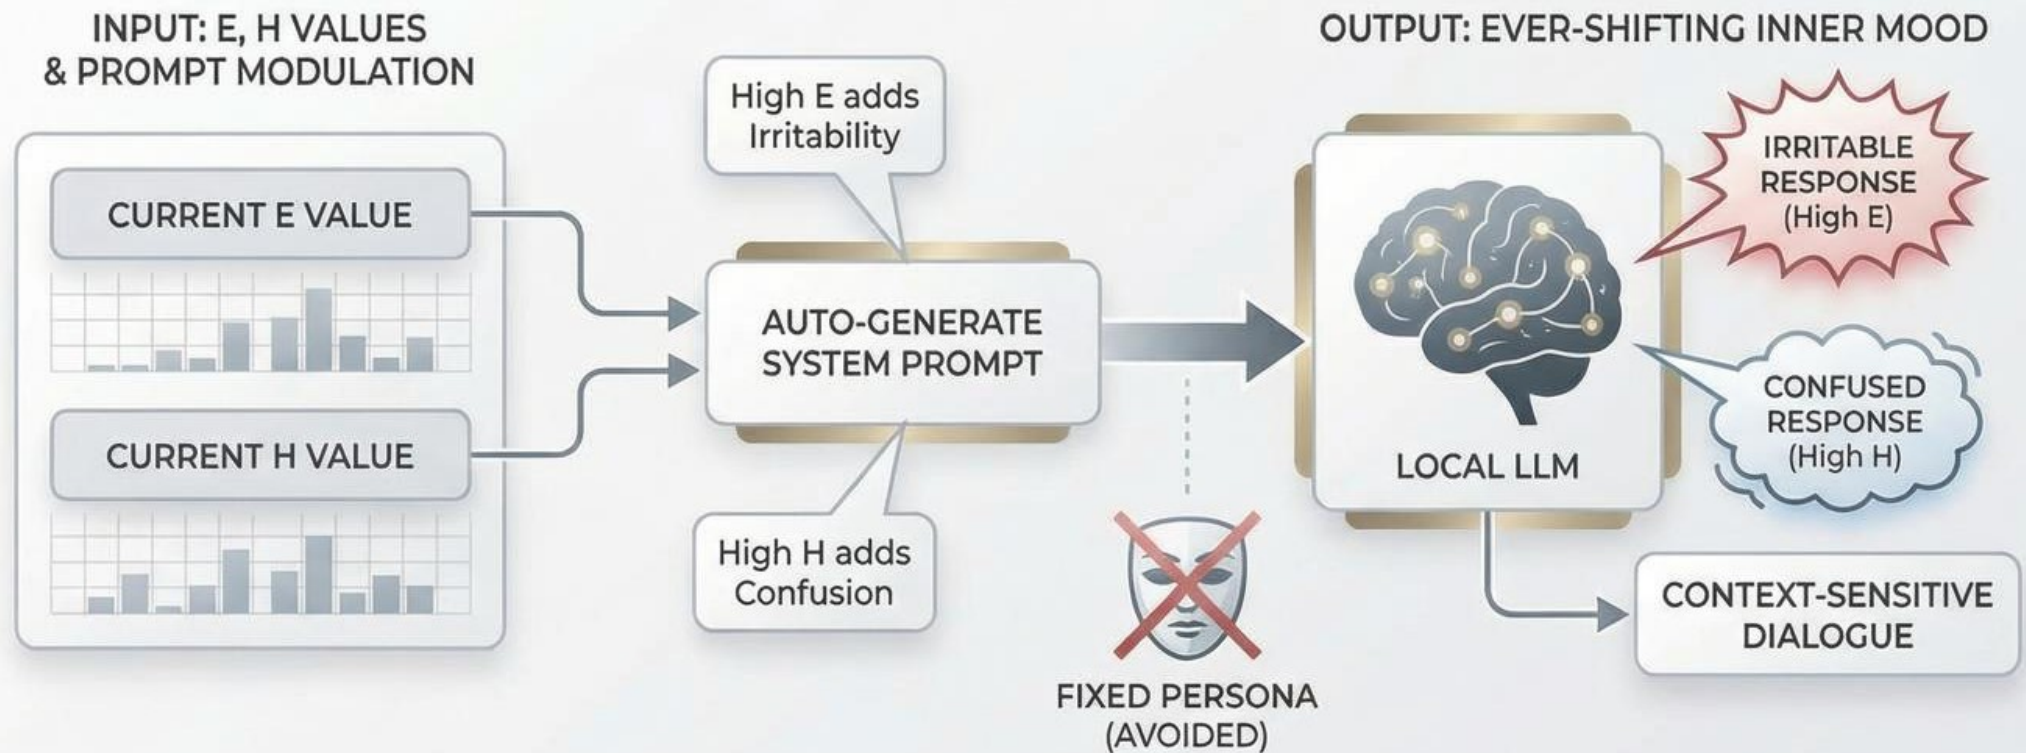 INPUT: E, H VALUES
& PROMPT MODULATION
CURRENT E VALUE
CURRENT H VALUE
High E adds
Irritability
AUTO-GENERATE
SYSTEM PROMPT
High H adds
Confusion
FIXED PERSONA
(AVOIDED)
OUTPUT: EVER-SHIFTING INNER MOOD
LOCAL LLM
IRRITABLE
RESPONSE
(High E)
CONFUSED
RESPONSE
(High H)
CONTEXT-SENSITIVE
DIALOGUE